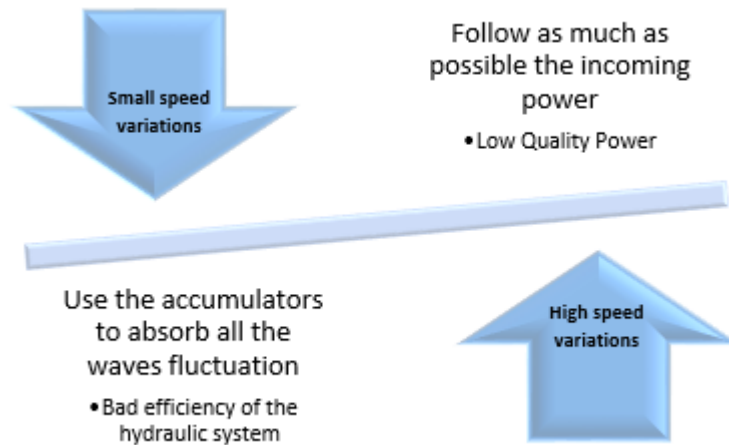 Small speed
variations
Follow as much as
possible the incoming
power
•Low Quality Power
Use the accumulators
to absorb all the
waves fluctuation
•Bad efficiency of the
hydraulic system
High speed
variations